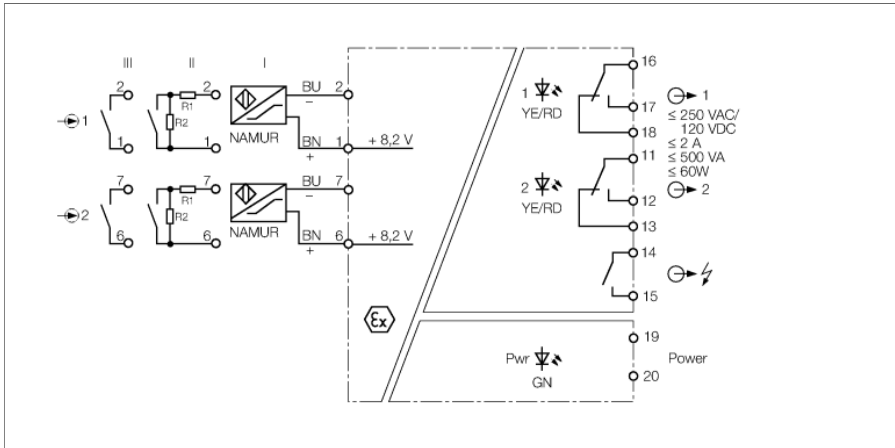 III II I
2 2 BU 2
R1 –
1 R2
1 1 NAMUR BN 1 + 8,2 V
+
7 7 BU 7
R1 –
2 R2
6 6 NAMUR BN 6 + 8,2 V
+
Ex
16
1
YE/RD
17
18
1
≤ 250 VAC/
120 VDC
≤ 2 A
≤ 500 VA
≤ 60W
2
11
2
YE/RD
12
13
14
15
19
Pwr
GN
20
Power